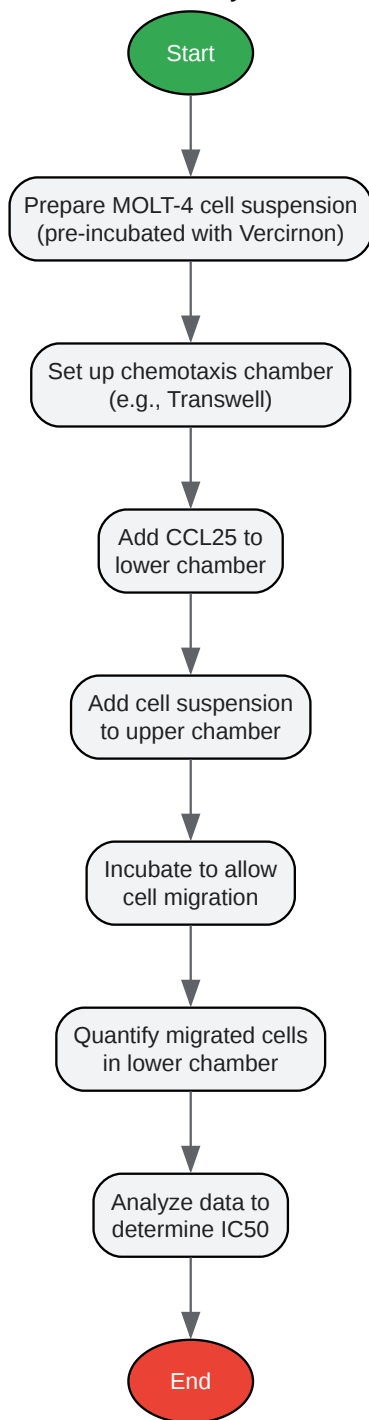 Start
Prepare MOLT-4 cell suspension
(pre-incubated with Vercirnon)
Set up chemotaxis chamber
(e.g., Transwell)
Add CCL25 to
lower chamber
Add cell suspension
to upper chamber
Incubate to allow
cell migration
Quantify migrated cells
in lower chamber
Analyze data to
determine IC50
End